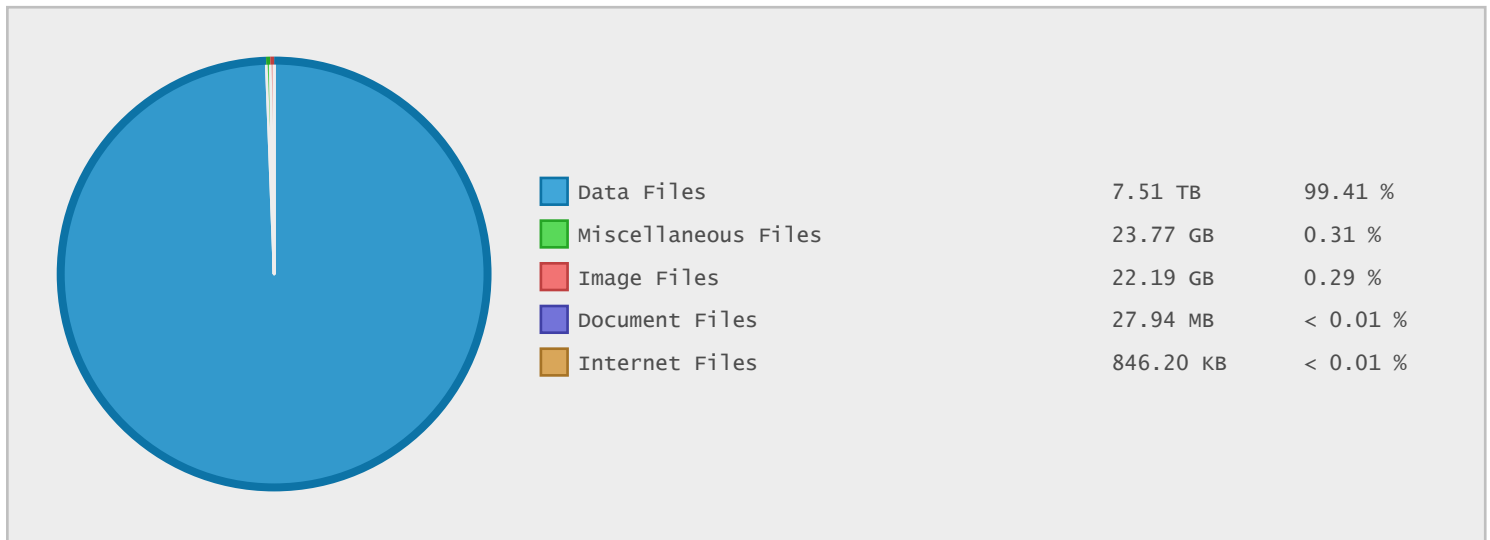 Data Files 7.51 TB 99.41 %
Miscellaneous Files 23.77 GB 0.31 %
Image Files 22.19 GB 0.29 %
Document Files 27.94 MB < 0.01 %
Internet Files 846.20 KB < 0.01 %